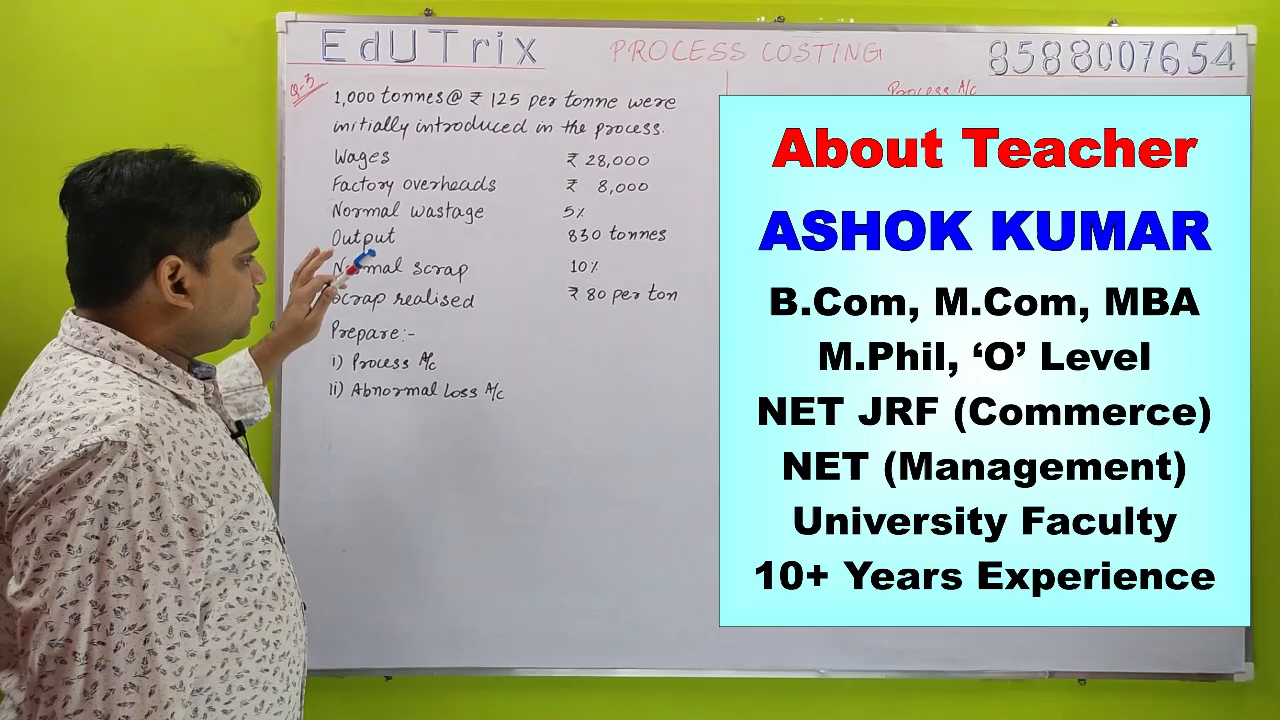 EdUTrix
PROCESS COSTING
8588007654
Q-3
1,000 tonnes @ ₹ 125 per tonne were
initially introduced in the process.
Wages ₹ 28,000
Factory overheads ₹ 8,000
Normal wastage 5%
Output 830 tonnes
Normal scrap 10%
Scrap realised ₹ 80 per ton
Prepare:-
i) Process A/c
ii) Abnormal Loss A/c
Process A/c
About Teacher
ASHOK KUMAR
B.Com, M.Com, MBA
M.Phil, ‘O’ Level
NET JRF (Commerce)
NET (Management)
University Faculty
10+ Years Experience